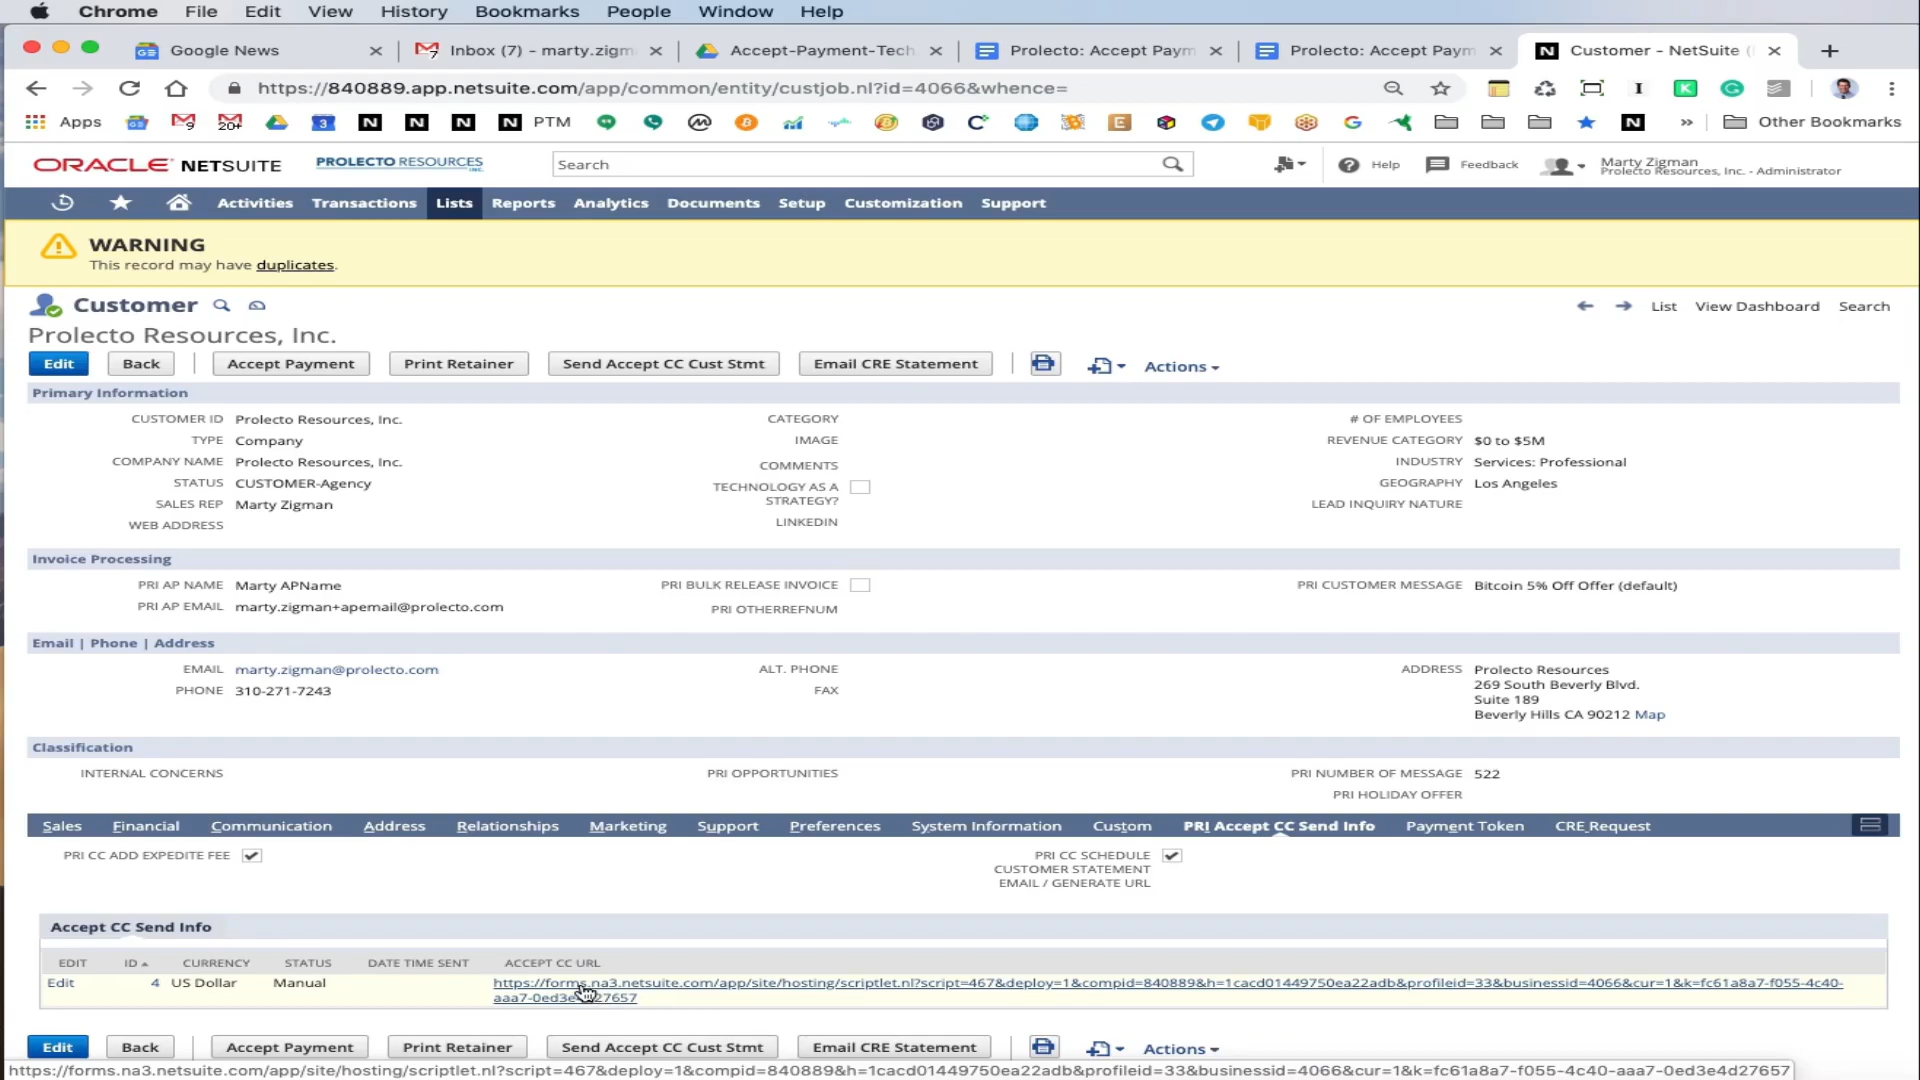 Chrome File Edit View History Bookmarks People Window Help
Google News Inbox (7) - marty.zigm Accept-Payment-Tech Prolecto: Accept Paym Prolecto: Accept Paym Customer - NetSuite (
https://840889.app.netsuite.com/app/common/entity/custjob.nl?id=4066&whence=
Apps PTM Other Bookmarks
ORACLE NETSUITE PROLECTO RESOURCES INC. Search Help Feedback Marty Zigman
Prolecto Resources, Inc. - Administrator
Activities Transactions Lists Reports Analytics Documents Setup Customization Support
WARNING
This record may have duplicates.
Customer List View Dashboard Search
Prolecto Resources, Inc.
Edit Back Accept Payment Print Retainer Send Accept CC Cust Stmt Email CRE Statement Actions
Primary Information
CUSTOMER ID Prolecto Resources, Inc. CATEGORY # OF EMPLOYEES
TYPE Company IMAGE REVENUE CATEGORY $0 to $5M
COMPANY NAME Prolecto Resources, Inc. COMMENTS INDUSTRY Services: Professional
STATUS CUSTOMER-Agency TECHNOLOGY AS A STRATEGY? GEOGRAPHY Los Angeles
SALES REP Marty Zigman LINKEDIN LEAD INQUIRY NATURE
WEB ADDRESS
Invoice Processing
PRI AP NAME Marty APName PRI BULK RELEASE INVOICE PRI CUSTOMER MESSAGE Bitcoin 5% Off Offer (default)
PRI AP EMAIL marty.zigman+apemail@prolecto.com PRI OTHERREFNUM
Email | Phone | Address
EMAIL marty.zigman@prolecto.com ALT. PHONE ADDRESS Prolecto Resources
PHONE 310-271-7243 FAX 269 South Beverly Blvd.
Suite 189
Beverly Hills CA 90212 Map
Classification
INTERNAL CONCERNS PRI OPPORTUNITIES PRI NUMBER OF MESSAGE 522
PRI HOLIDAY OFFER
Sales Financial Communication Address Relationships Marketing Support Preferences System Information Custom PRI Accept CC Send Info Payment Token CRE Request
PRI CC ADD EXPEDITE FEE PRI CC SCHEDULE
CUSTOMER STATEMENT
EMAIL / GENERATE URL
Accept CC Send Info
EDIT ID CURRENCY STATUS DATE TIME SENT ACCEPT CC URL
Edit 4 US Dollar Manual https://forms.na3.netsuite.com/app/site/hosting/scriptlet.nl?script=467&deploy=1&compid=840889&h=1cacd01449750ea22adb&profileid=33&businessid=4066&cur=1&k=fc61a8a7-f055-4c40-
aaa7-0ed3e4d27657
Edit Back Accept Payment Print Retainer Send Accept CC Cust Stmt Email CRE Statement Actions
https://forms.na3.netsuite.com/app/site/hosting/scriptlet.nl?script=467&deploy=1&compid=840889&h=1cacd01449750ea22adb&profileid=33&businessid=4066&cur=1&k=fc61a8a7-f055-4c40-aaa7-0ed3e4d27657